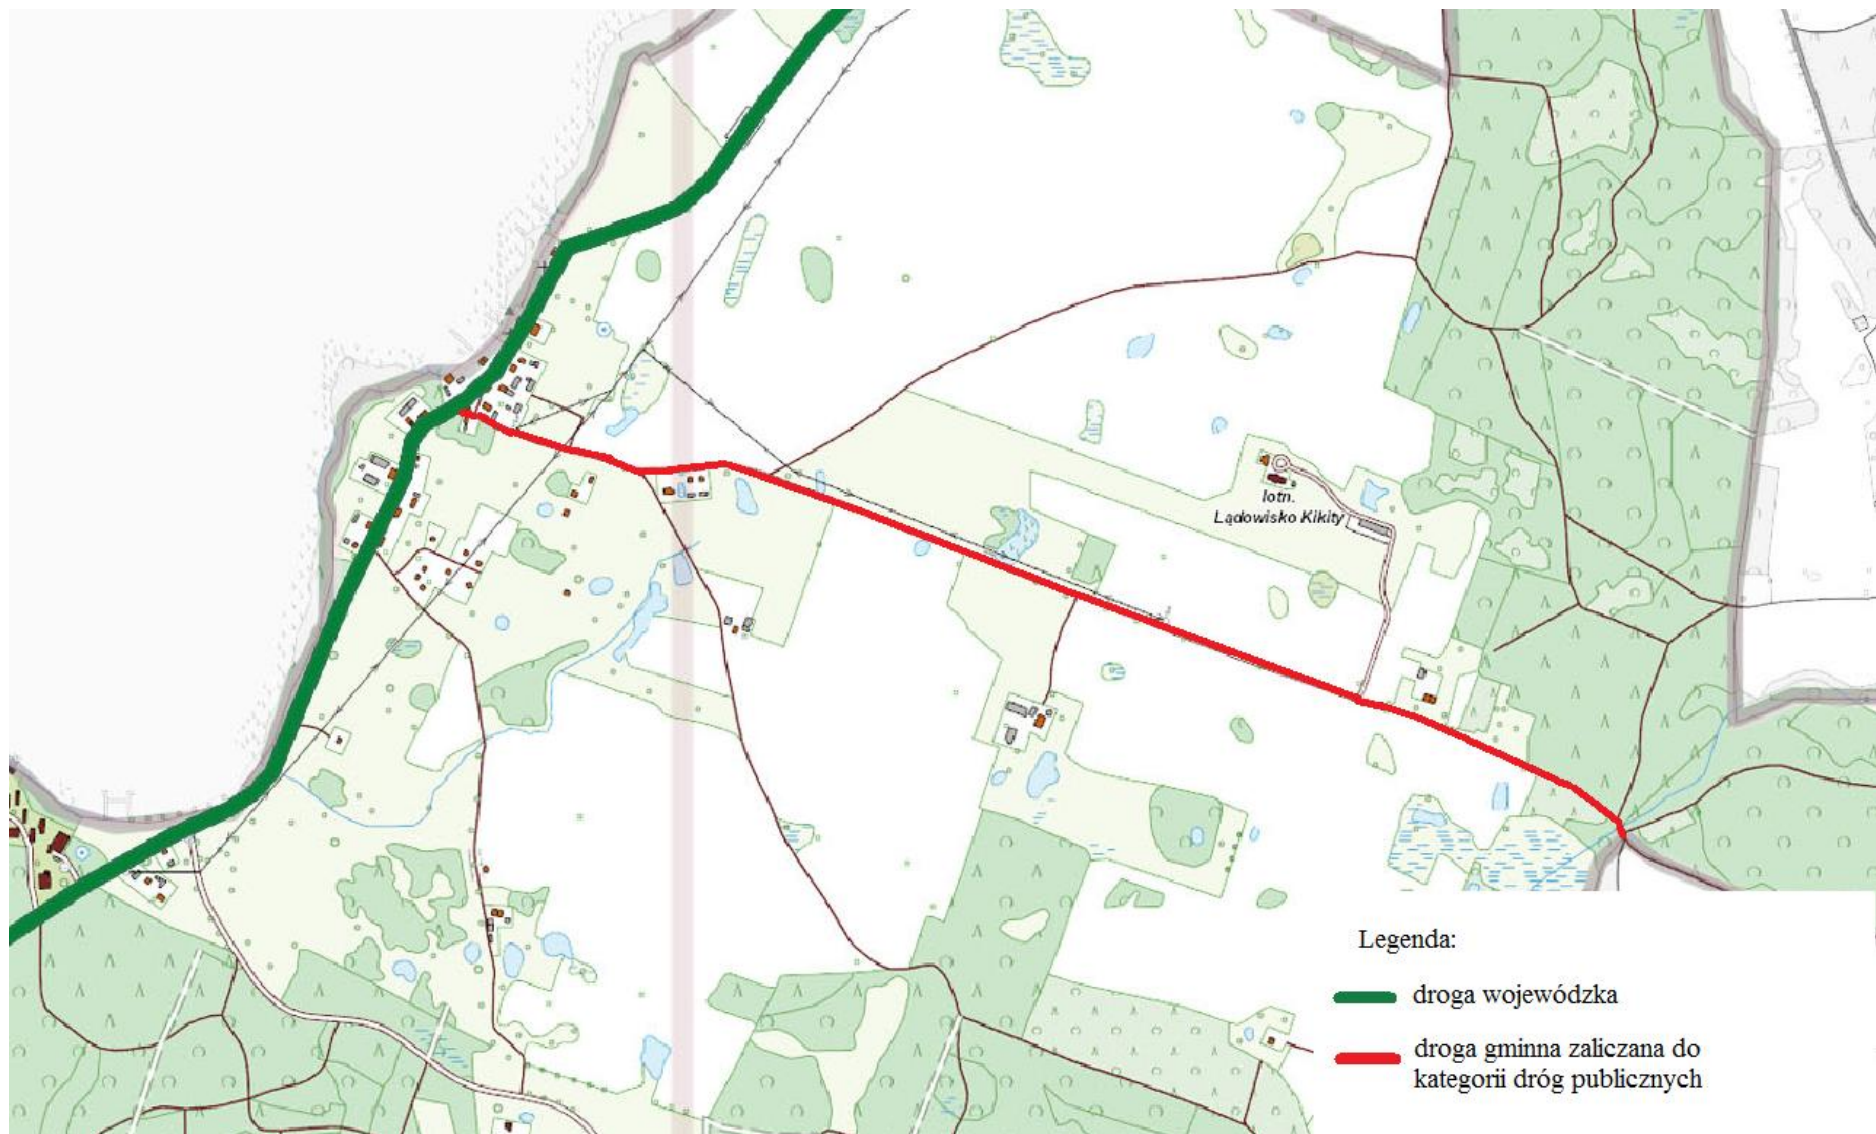 lotn.
Lądowisko Kikity
Legenda:
droga wojewódzka
droga gminna zaliczana do
kategorii dróg publicznych